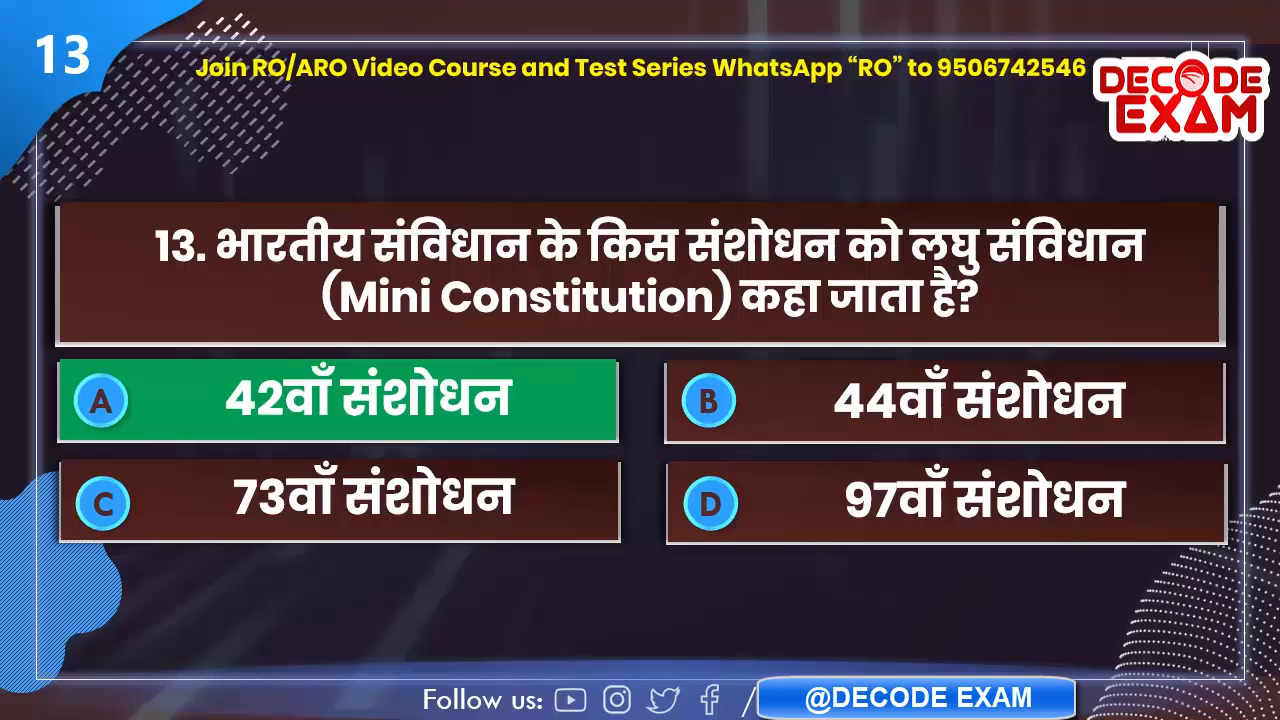 13
Join RO/ARO Video Course and Test Series WhatsApp “RO” to 9506742546
DECODE
EXAM
13. भारतीय संविधान के किस संशोधन को लघु संविधान
(Mini Constitution) कहा जाता है?
A 42वाँ संशोधन
B 44वाँ संशोधन
C 73वाँ संशोधन
D 97वाँ संशोधन
Follow us: / @DECODE EXAM